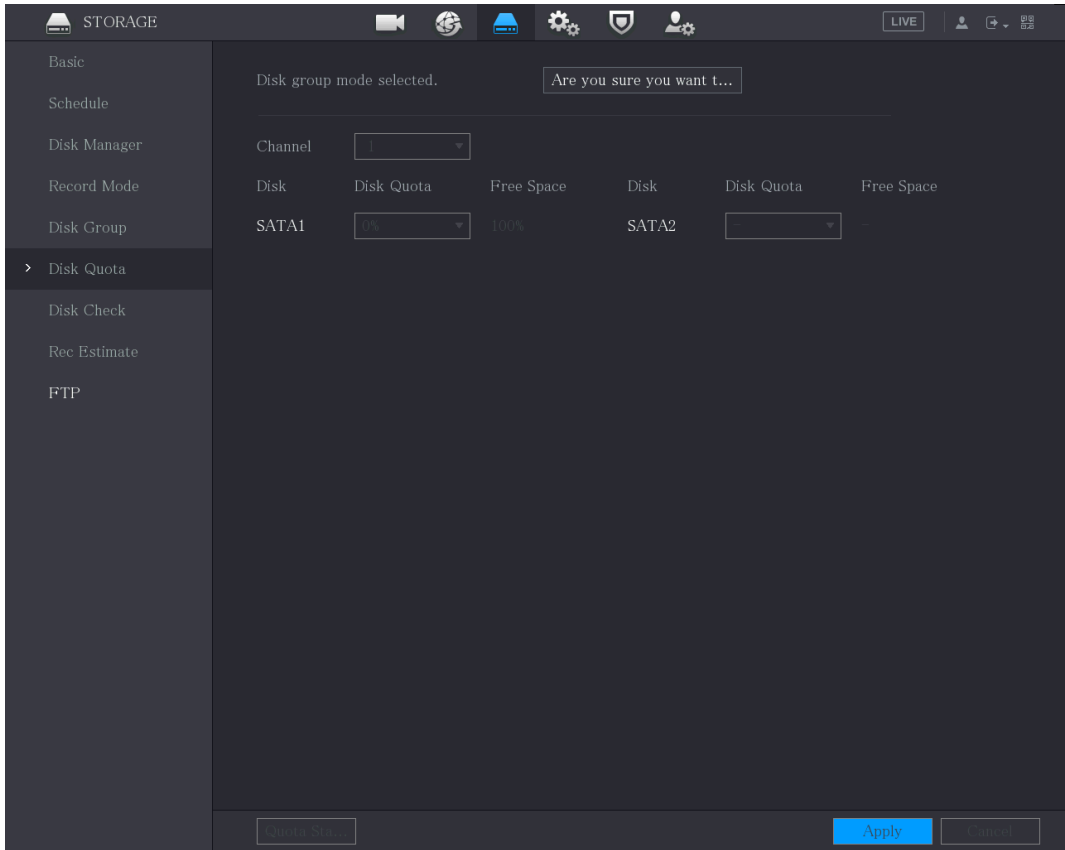 STORAGE
LIVE
Basic
Schedule
Disk Manager
Record Mode
Disk Group
Disk Quota
Disk Check
Rec Estimate
FTP
Disk group mode selected.
Are you sure you want t...
Channel
1
Disk Disk Quota Free Space Disk Disk Quota Free Space
SATA1 0% 100% SATA2 - -
Quota Sta...
Apply
Cancel